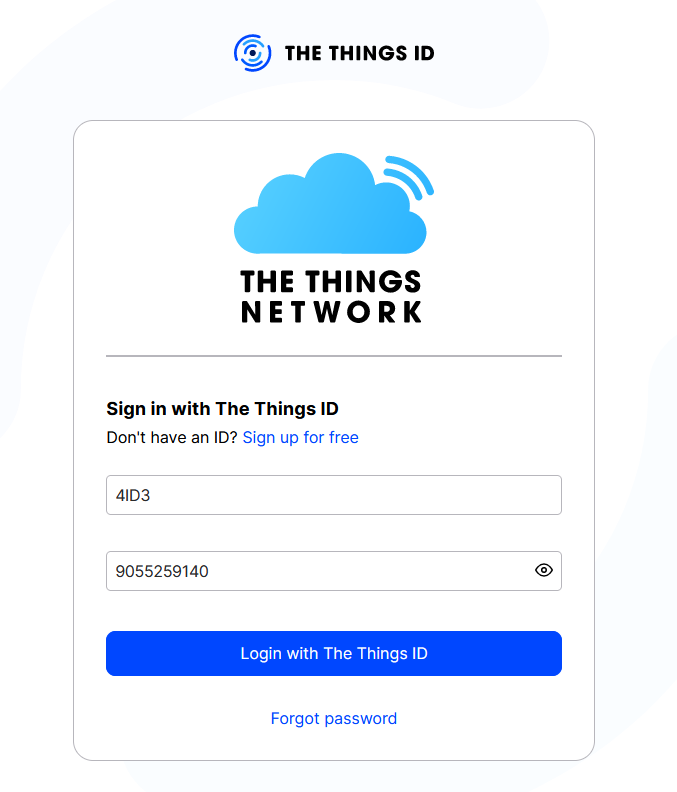 THE THINGS ID
THE THINGS
NETWORK
Sign in with The Things ID
Don't have an ID? Sign up for free
4ID3
9055259140
Login with The Things ID
Forgot password